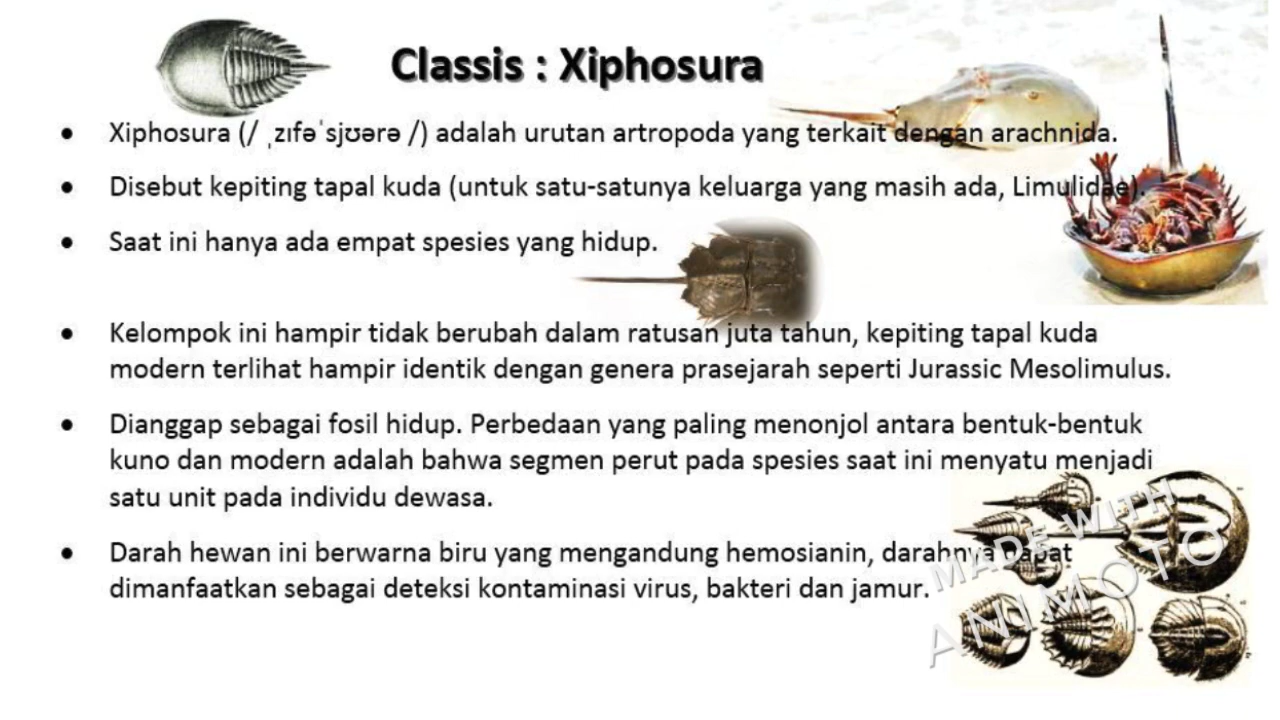 Classis : Xiphosura
• Xiphosura (/ ˌzɪfəˈsjʊərə /) adalah urutan artropoda yang terkait dengan arachnida.
• Disebut kepiting tapal kuda (untuk satu-satunya keluarga yang masih ada, Limulidae).
• Saat ini hanya ada empat spesies yang hidup.
• Kelompok ini hampir tidak berubah dalam ratusan juta tahun, kepiting tapal kuda
modern terlihat hampir identik dengan genera prasejarah seperti Jurassic Mesolimulus.
• Dianggap sebagai fosil hidup. Perbedaan yang paling menonjol antara bentuk-bentuk
kuno dan modern adalah bahwa segmen perut pada spesies saat ini menyatu menjadi
satu unit pada individu dewasa.
• Darah hewan ini berwarna biru yang mengandung hemosianin, darahnya dapat
dimanfaatkan sebagai deteksi kontaminasi virus, bakteri dan jamur.
MADE WITH
ANIMOTO